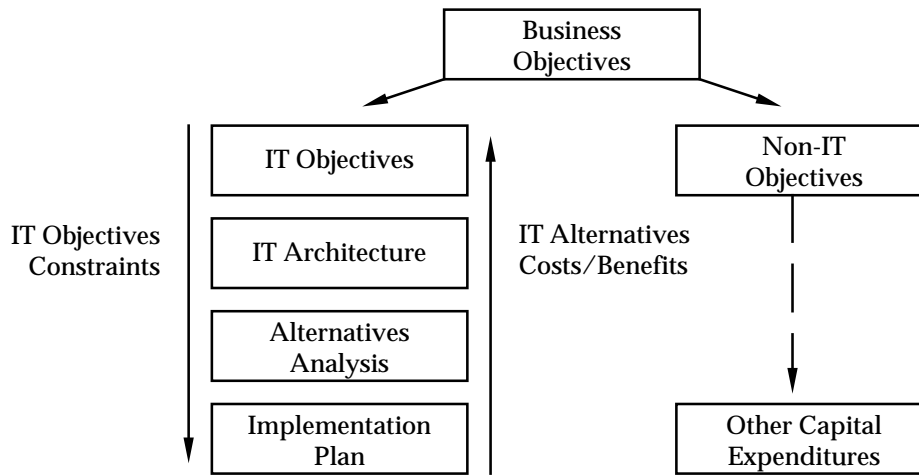 Business
Objectives
IT Objectives
Non-IT
Objectives
IT Objectives
Constraints
IT Architecture
IT Alternatives
Costs/Benefits
Alternatives
Analysis
Implementation
Plan
Other Capital
Expenditures